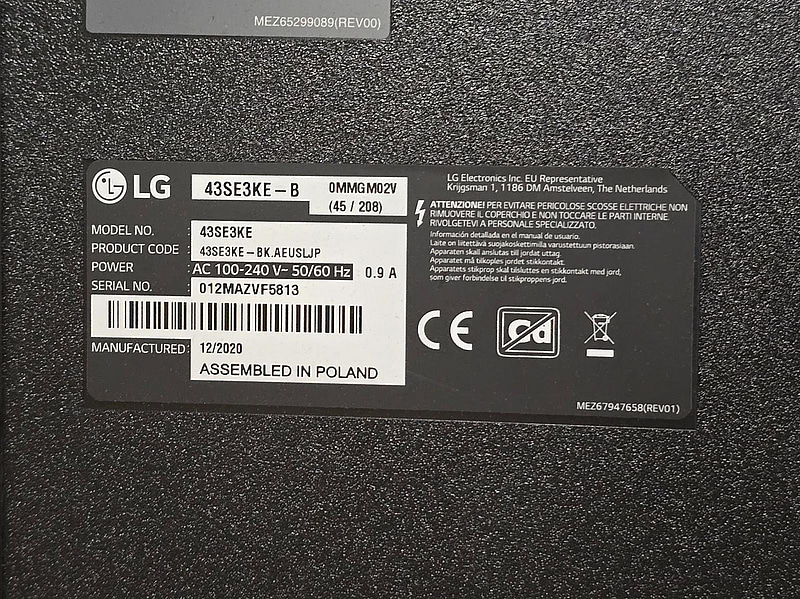 MEZ65299089(REV00)
LG
43SE3KE-B
0MMGM02V
(45 / 208)
MODEL NO.
43SE3KE
PRODUCT CODE
43SE3KE-BK.AEUSLJP
POWER
AC 100-240 V~ 50/60 Hz
0.9 A
SERIAL NO.
012MAZVF5813
MANUFACTURED:
12/2020
ASSEMBLED IN POLAND
LG Electronics Inc. EU Representative
Krijgsman 1, 1186 DM Amstelveen, The Netherlands
ATTENZIONE! PER EVITARE PERICOLOSE SCOSSE ELETTRICHE NON
RIMUOVERE IL COPERCHIO E NON TOCCARE LE PARTI INTERNE.
RIVOLGETEVI A PERSONALE SPECIALIZZATO.
Información detallada en el manual de usuario.
Laite on liitettävä suojakoskettimilla varustettuun pistorasiaan.
Apparaten skall anslutas till jordat uttag.
Apparatet må tilkoples jordet stikkontakt.
Apparatets stikprop skal tilsluttes en stikkontakt med jord,
som giver forbindelse til stikproppens jord.
CE
Cd
MEZ67947658(REV01)